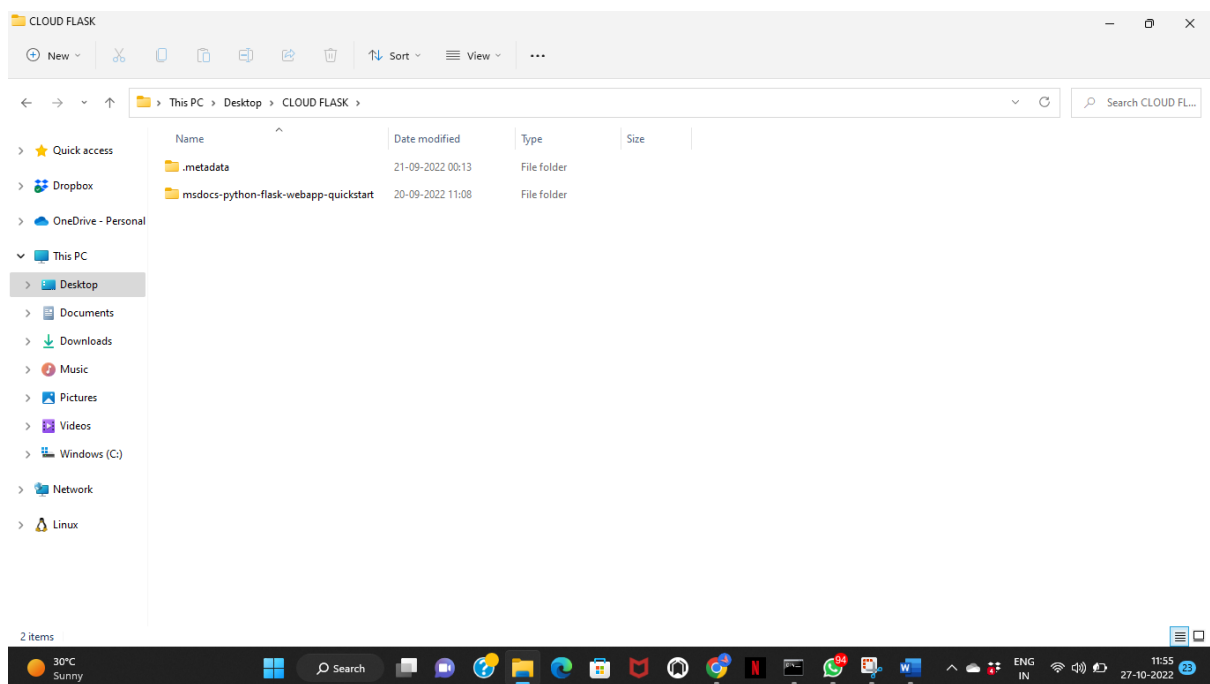 CLOUD FLASK
New
Sort
View
This PC > Desktop > CLOUD FLASK >
Search CLOUD FL...
Name Date modified Type Size
.metadata 21-09-2022 00:13 File folder
msdocs-python-flask-webapp-quickstart 20-09-2022 11:08 File folder
Quick access
Dropbox
OneDrive - Personal
This PC
Desktop
Documents
Downloads
Music
Pictures
Videos
Windows (C:)
Network
Linux
2 items
30°C
Sunny
Search
94
ENG
IN
11:55
27-10-2022
23